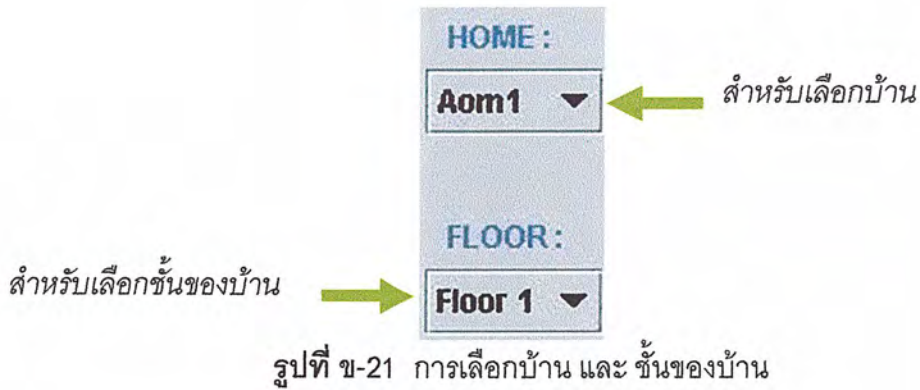 HOME :
Aom1
สำหรับเลือกบ้าน
FLOOR :
สำหรับเลือกชั้นของบ้าน
Floor 1
รูปที่ ข-21 การเลือกบ้าน และ ชั้นของบ้าน